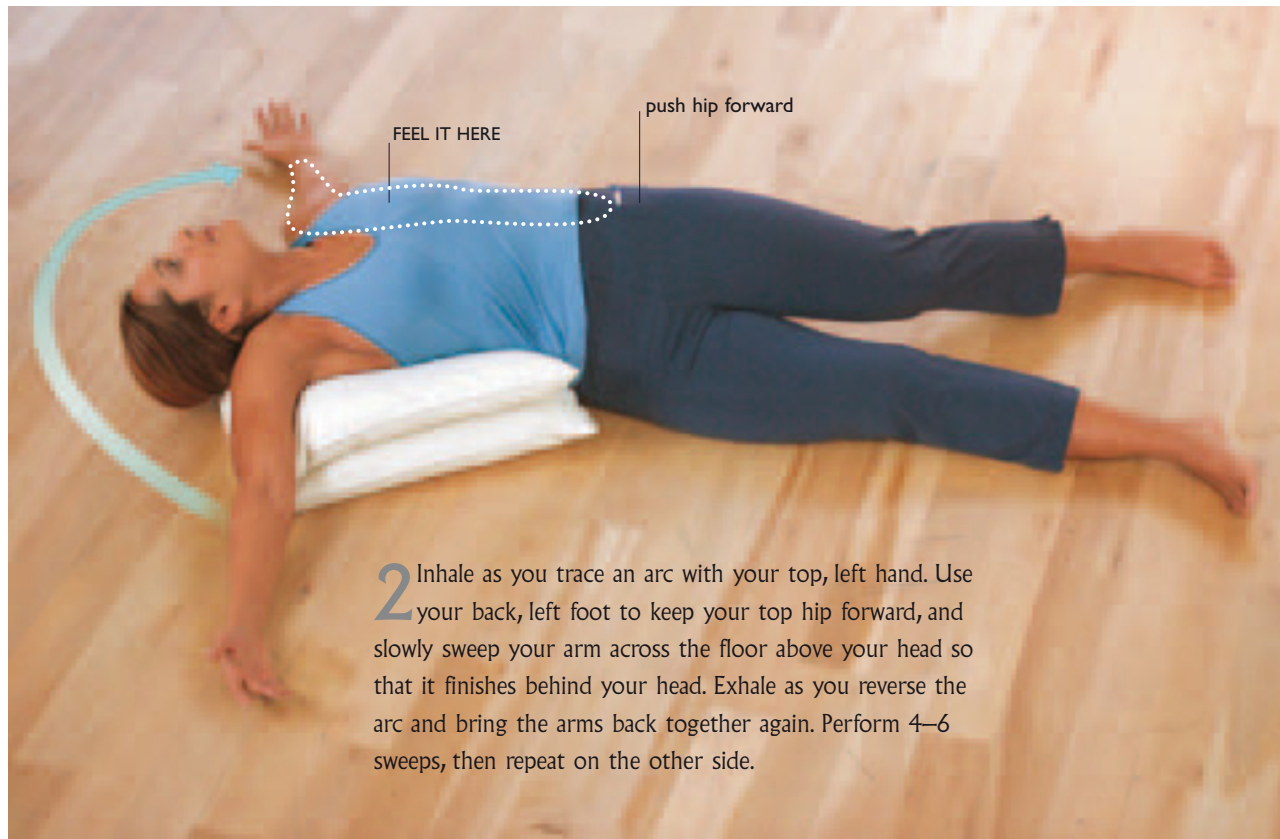 push hip forward
FEEL IT HERE
2 Inhale as you trace an arc with your top, left hand. Use
your back, left foot to keep your top hip forward, and
slowly sweep your arm across the floor above your head so
that it finishes behind your head. Exhale as you reverse the
arc and bring the arms back together again. Perform 4–6
sweeps, then repeat on the other side.